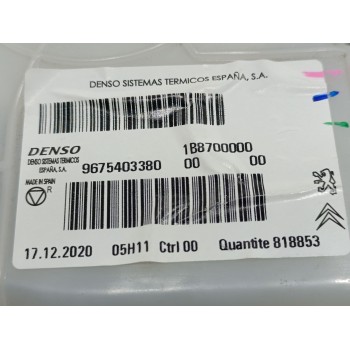 DENSO SISTEMAS TERMICOS ESPAÑA, S.A.
DENSO
DENSO SISTEMAS TERMICOS
ESPAÑA, S.A.
MADE IN SPAIN
R
9675403380
1B8700000
00 00
17.12.2020 05H11 Ctrl 00 Quantite 818853